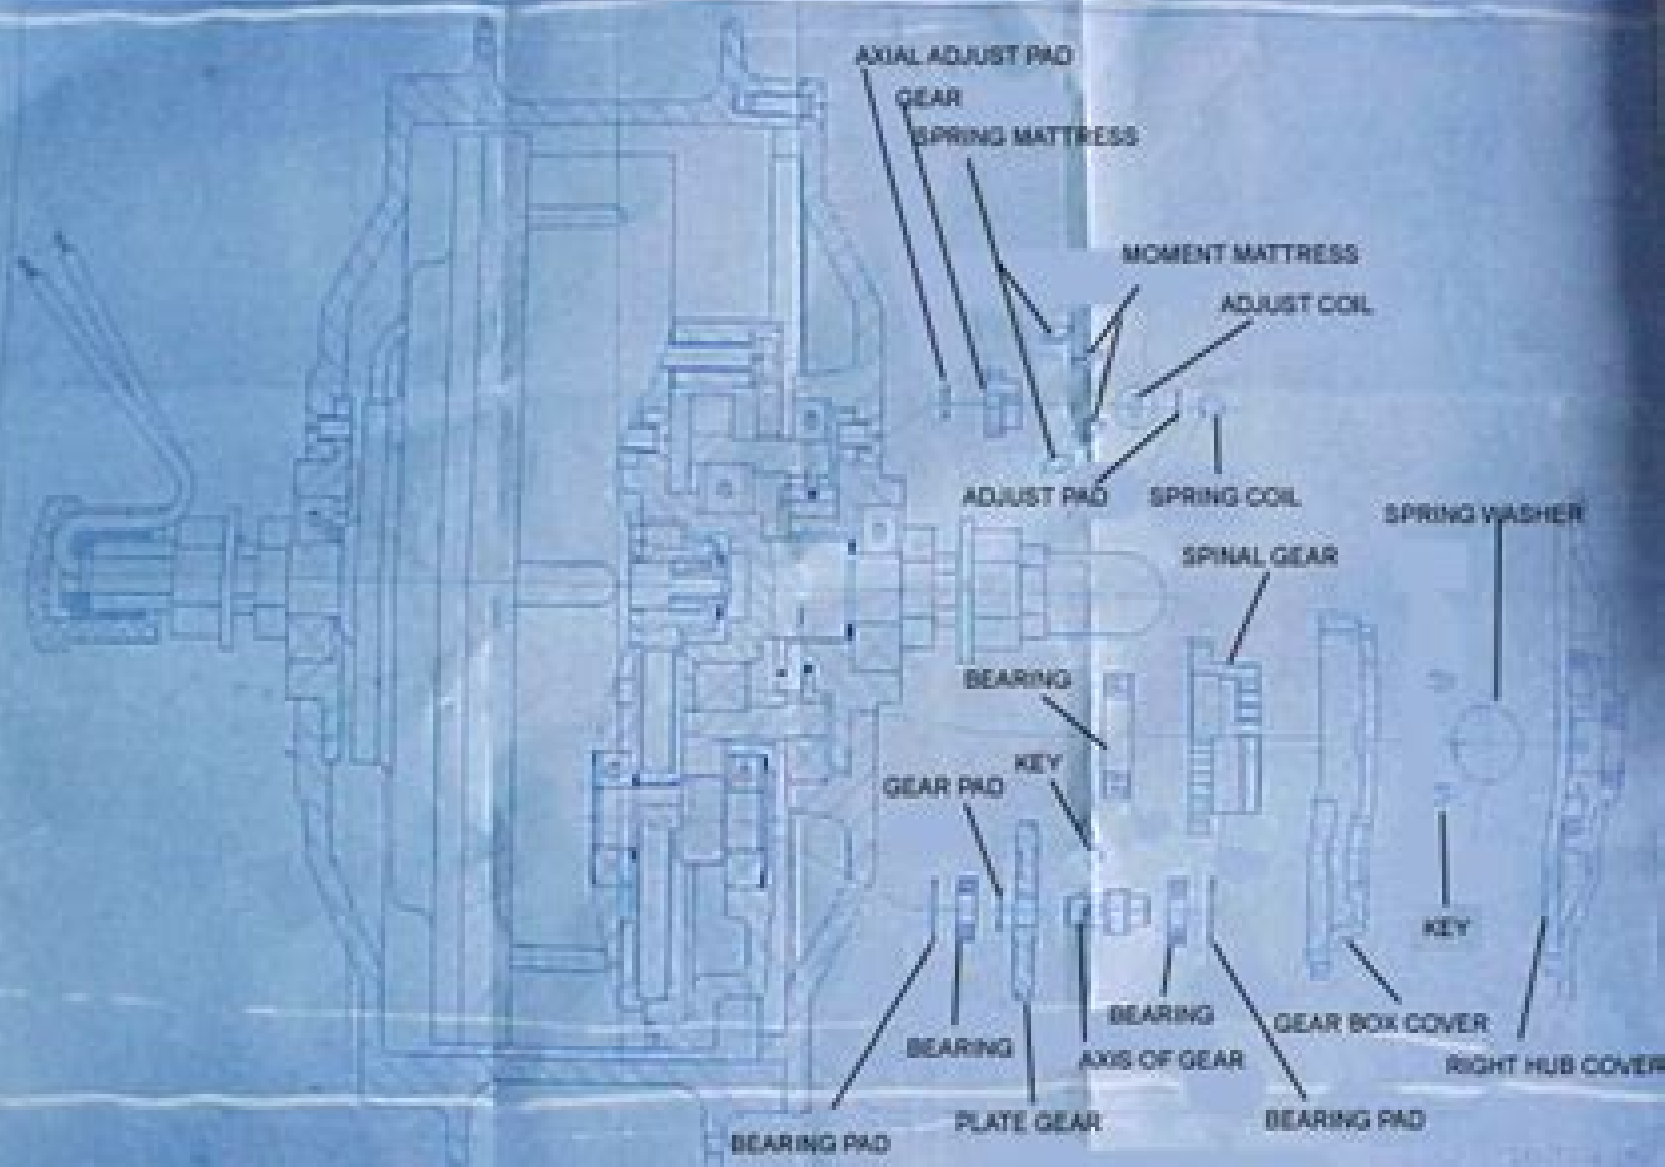 AXIAL ADJUST PAD
GEAR
SPRING MATTRESS
MOMENT MATTRESS
ADJUST COIL
ADJUST PAD
SPRING COIL
SPRING WASHER
SPINAL GEAR
BEARING
KEY
GEAR PAD
KEY
BEARING
GEAR BOX COVER
BEARING
AXIS OF GEAR
RIGHT HUB COVER
PLATE GEAR
BEARING PAD
BEARING PAD